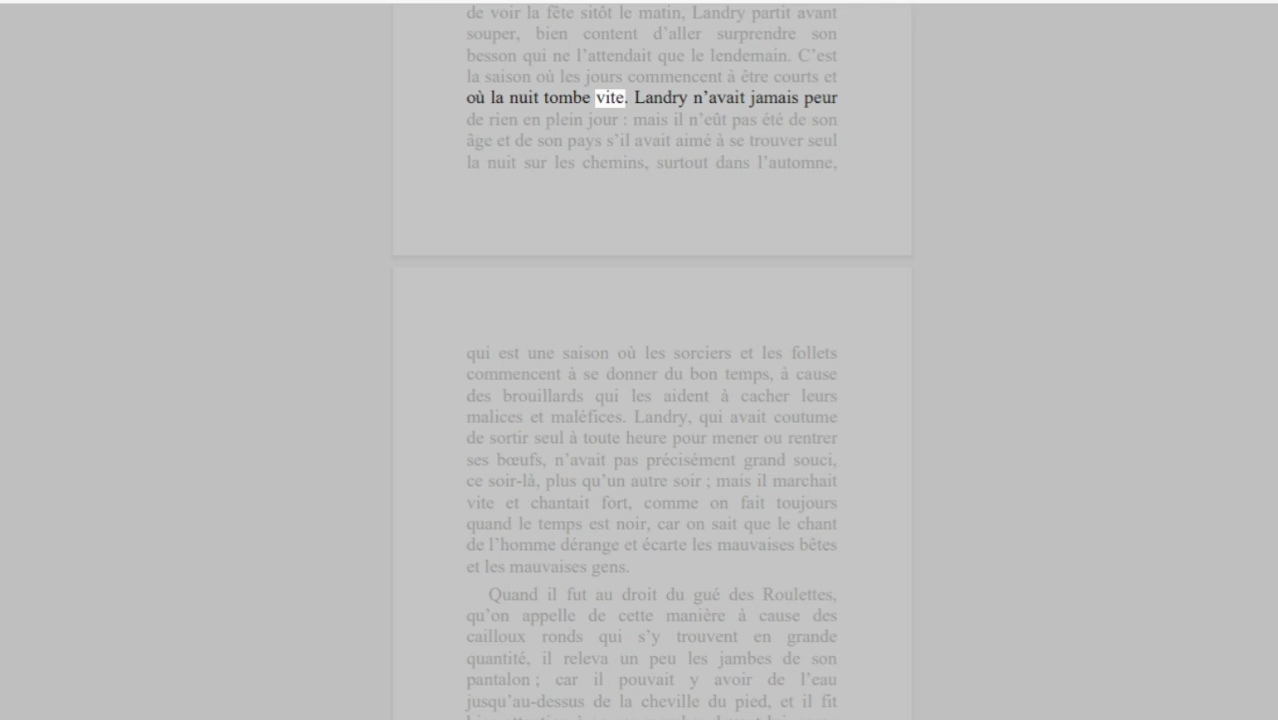 de voir la fête sitôt le matin, Landry partit avant
souper, bien content d’aller surprendre son
besson qui ne l’attendait que le lendemain. C’est
la saison où les jours commencent à être courts et
où la nuit tombe vite. Landry n’avait jamais peur
de rien en plein jour : mais il n’eût pas été de son
âge et de son pays s’il avait aimé à se trouver seul
la nuit sur les chemins, surtout dans l’automne,
qui est une saison où les sorciers et les follets
commencent à se donner du bon temps, à cause
des brouillards qui les aident à cacher leurs
malices et maléfices. Landry, qui avait coutume
de sortir seul à toute heure pour mener ou rentrer
ses bœufs, n’avait pas précisément grand souci,
ce soir-là, plus qu’un autre soir ; mais il marchait
vite et chantait fort, comme on fait toujours
quand le temps est noir, car on sait que le chant
de l’homme dérange et écarte les mauvaises bêtes
et les mauvaises gens.
Quand il fut au droit du gué des Roulettes,
qu’on appelle de cette manière à cause des
cailloux ronds qui s’y trouvent en grande
quantité, il releva un peu les jambes de son
pantalon ; car il pouvait y avoir de l’eau
jusqu’au-dessus de la cheville du pied, et il fit